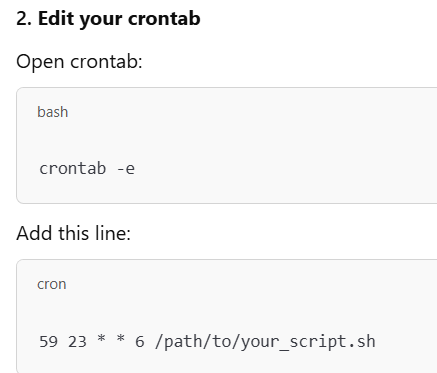 2. Edit your crontab
Open crontab:
bash
crontab -e
Add this line:
cron
59 23 * * 6 /path/to/your_script.sh